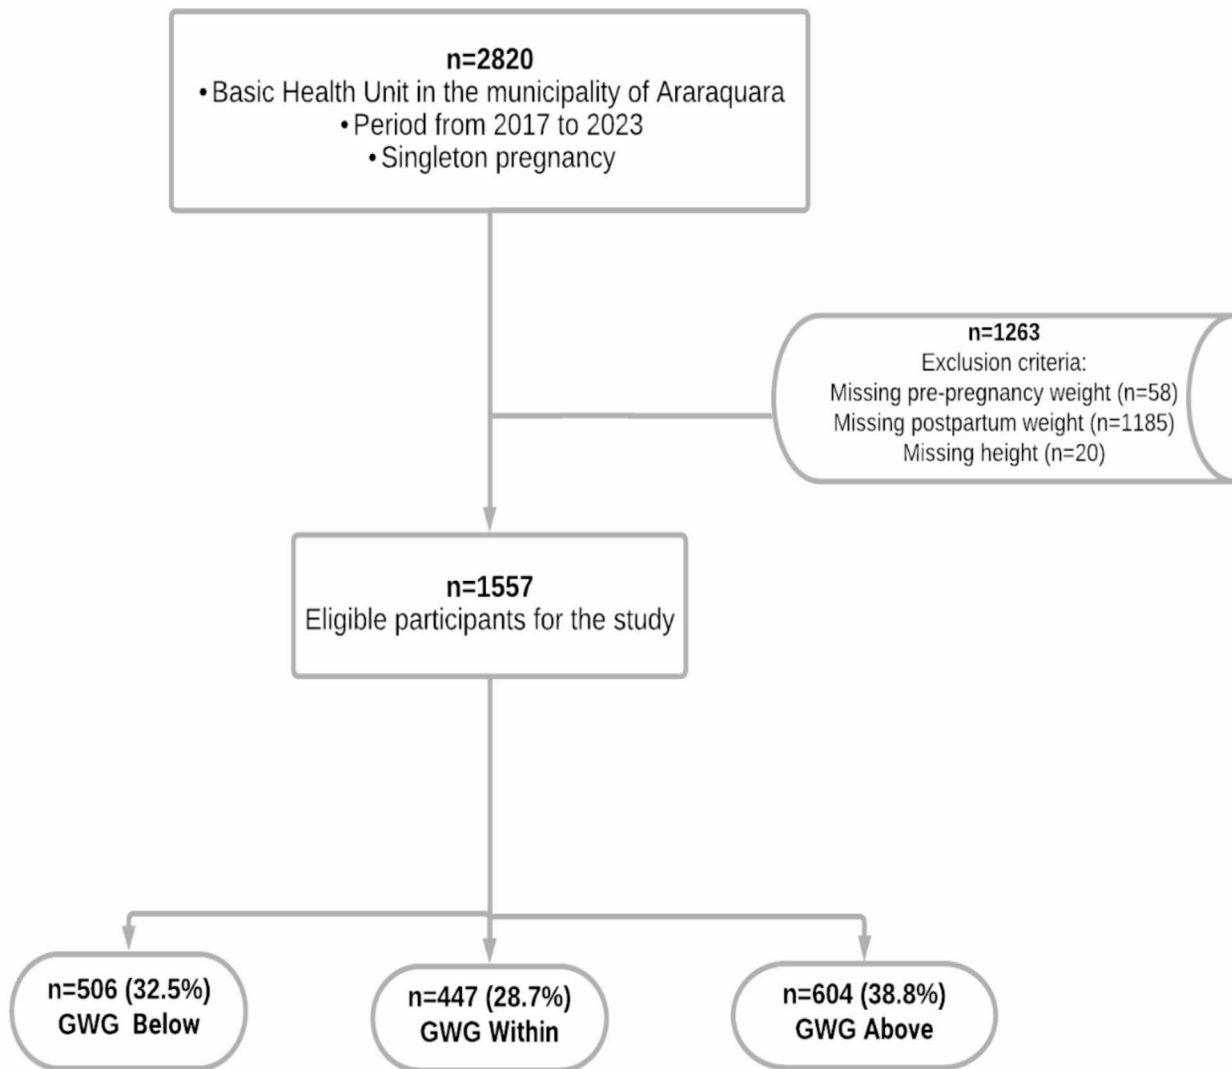 n=2820
•Basic Health Unit in the municipality of Araraquara
•Period from 2017 to 2023
•Singleton pregnancy
n=1263
Exclusion criteria:
Missing pre-pregnancy weight (n=58)
Missing postpartum weight (n=1185)
Missing height (n=20)
n=1557
Eligible participants for the study
n=506 (32.5%)
GWG Below
n=447 (28.7%)
GWG Within
n=604 (38.8%)
GWG Above